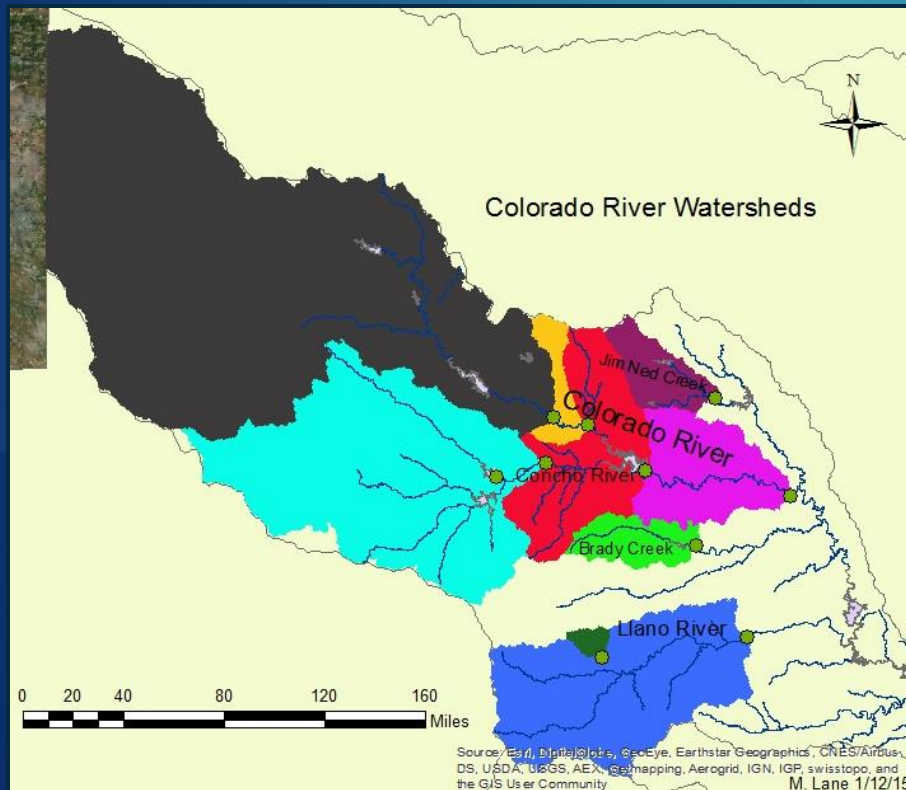 N
Colorado River Watersheds
Jim Ned Creek
Colorado River
Concho River
Brady Creek
Llano River
0 20 40 80 120 160
Miles
Source: Esri, DigitalGlobe, GeoEye, Earthstar Geographics, CNES/Airbus
DS, USDA, USGS, AEX, Getmapping, Aerogrid, IGN, IGP, swisstopo, and
the GIS User Community
M. Lane 1/12/15